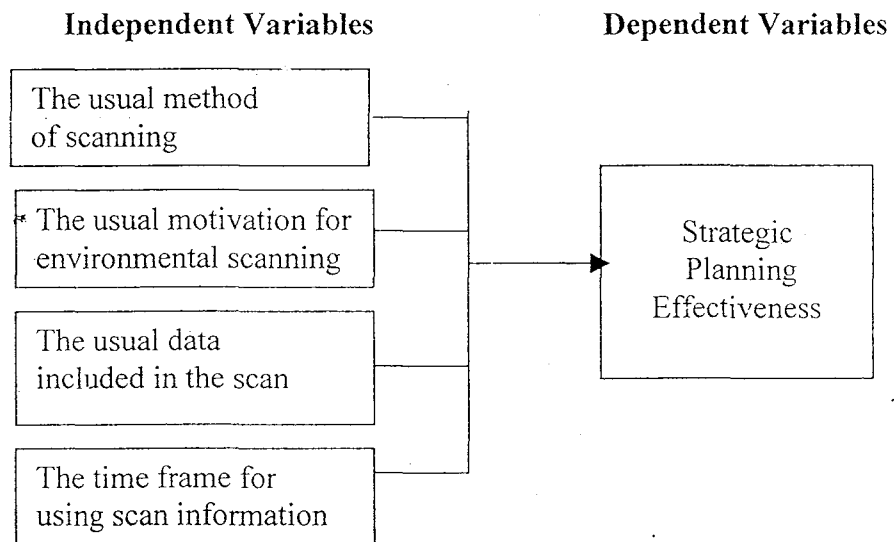 Independent Variables
Dependent Variables
The usual method
of scanning
The usual motivation for
environmental scanning
The usual data
included in the scan
The time frame for
using scan information
Strategic
Planning
Effectiveness